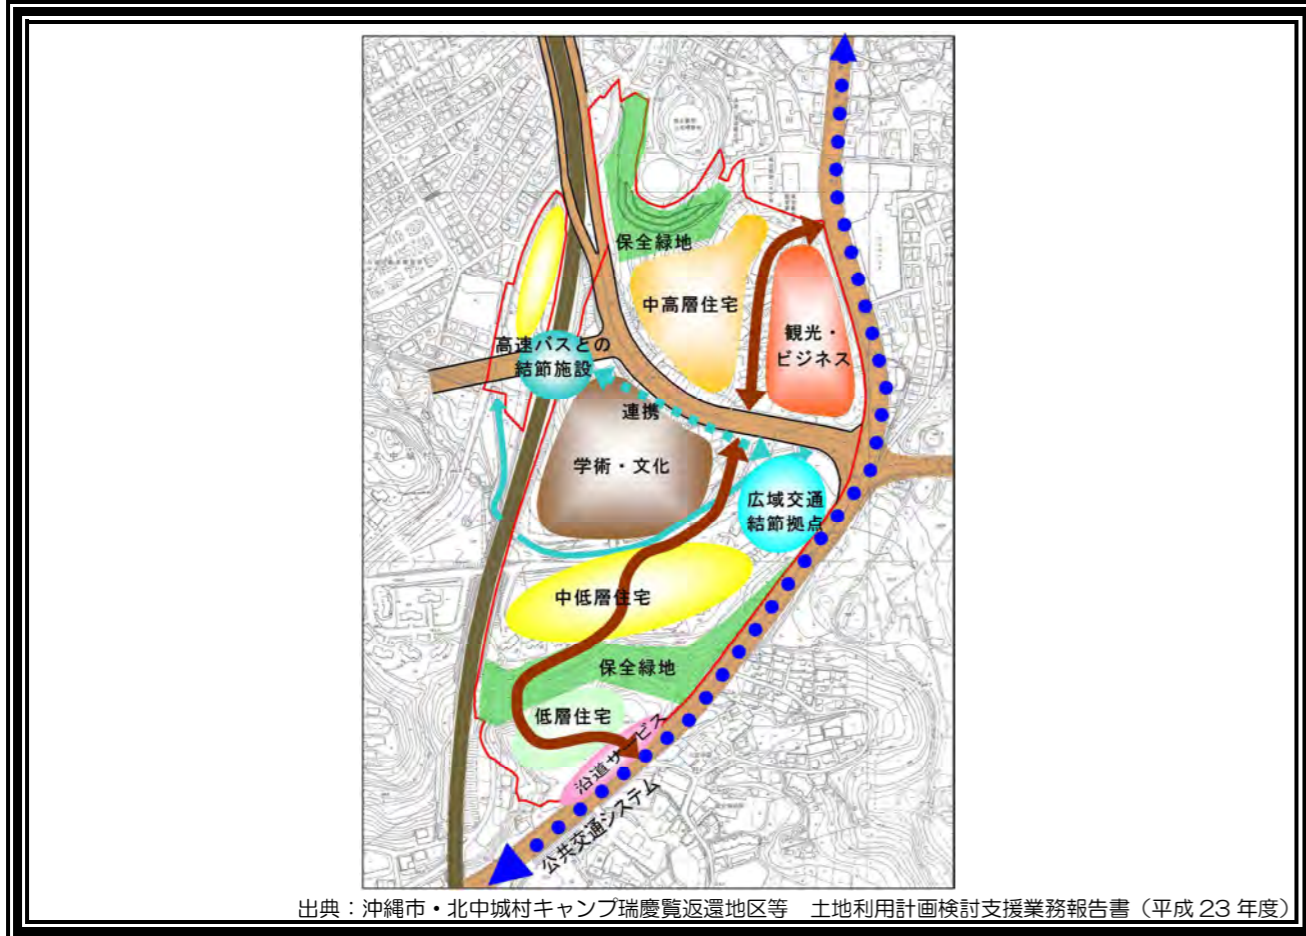 保全緑地
中高層住宅
観光・
ビジネス
高速バスとの
結節施設
連携
学術・文化
広域交通
結節拠点
中低層住宅
保全緑地
低層住宅
沿道サービス
公共交通システム
出典：沖縄市・北中城村キャンプ瑞慶覧返還地区等　土地利用計画検討支援業務報告書（平成 23 年度）